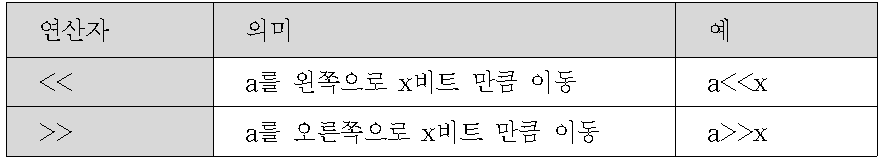 연산자 의미 예
<< a를 왼쪽으로 x비트 만큼 이동 a<<x
>> a를 오른쪽으로 x비트 만큼 이동 a>>x